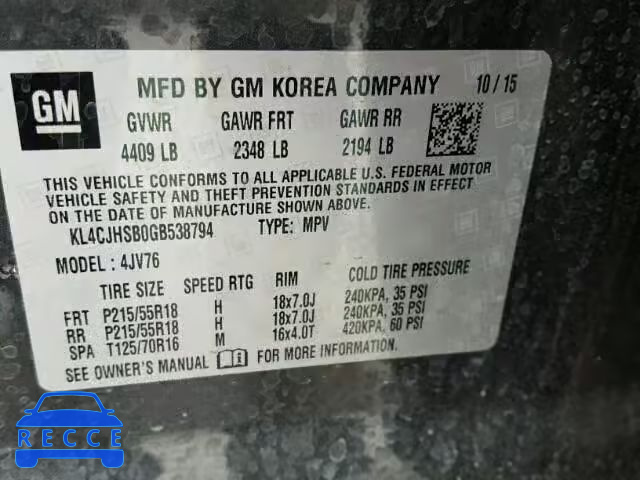 GM
MFD BY GM KOREA COMPANY 10/15
GVWR GAWR FRT GAWR RR
4409 LB 2348 LB 2194 LB
THIS VEHICLE CONFORMS TO ALL APPLICABLE U.S. FEDERAL MOTOR
VEHICLE SAFETY AND THEFT PREVENTION STANDARDS IN EFFECT
ON THE DATE OF MANUFACTURE SHOWN ABOVE.
KL4CJHSB0GB538794 TYPE: MPV
MODEL: 4JV76
TIRE SIZE SPEED RTG RIM COLD TIRE PRESSURE
FRT P215/55R18 H 18x7.0J 240KPA, 35 PSI
RR P215/55R18 H 18x7.0J 240KPA, 35 PSI
SPA T125/70R16 M 16x4.0T 420KPA, 60 PSI
SEE OWNER'S MANUAL FOR MORE INFORMATION.
RECCE